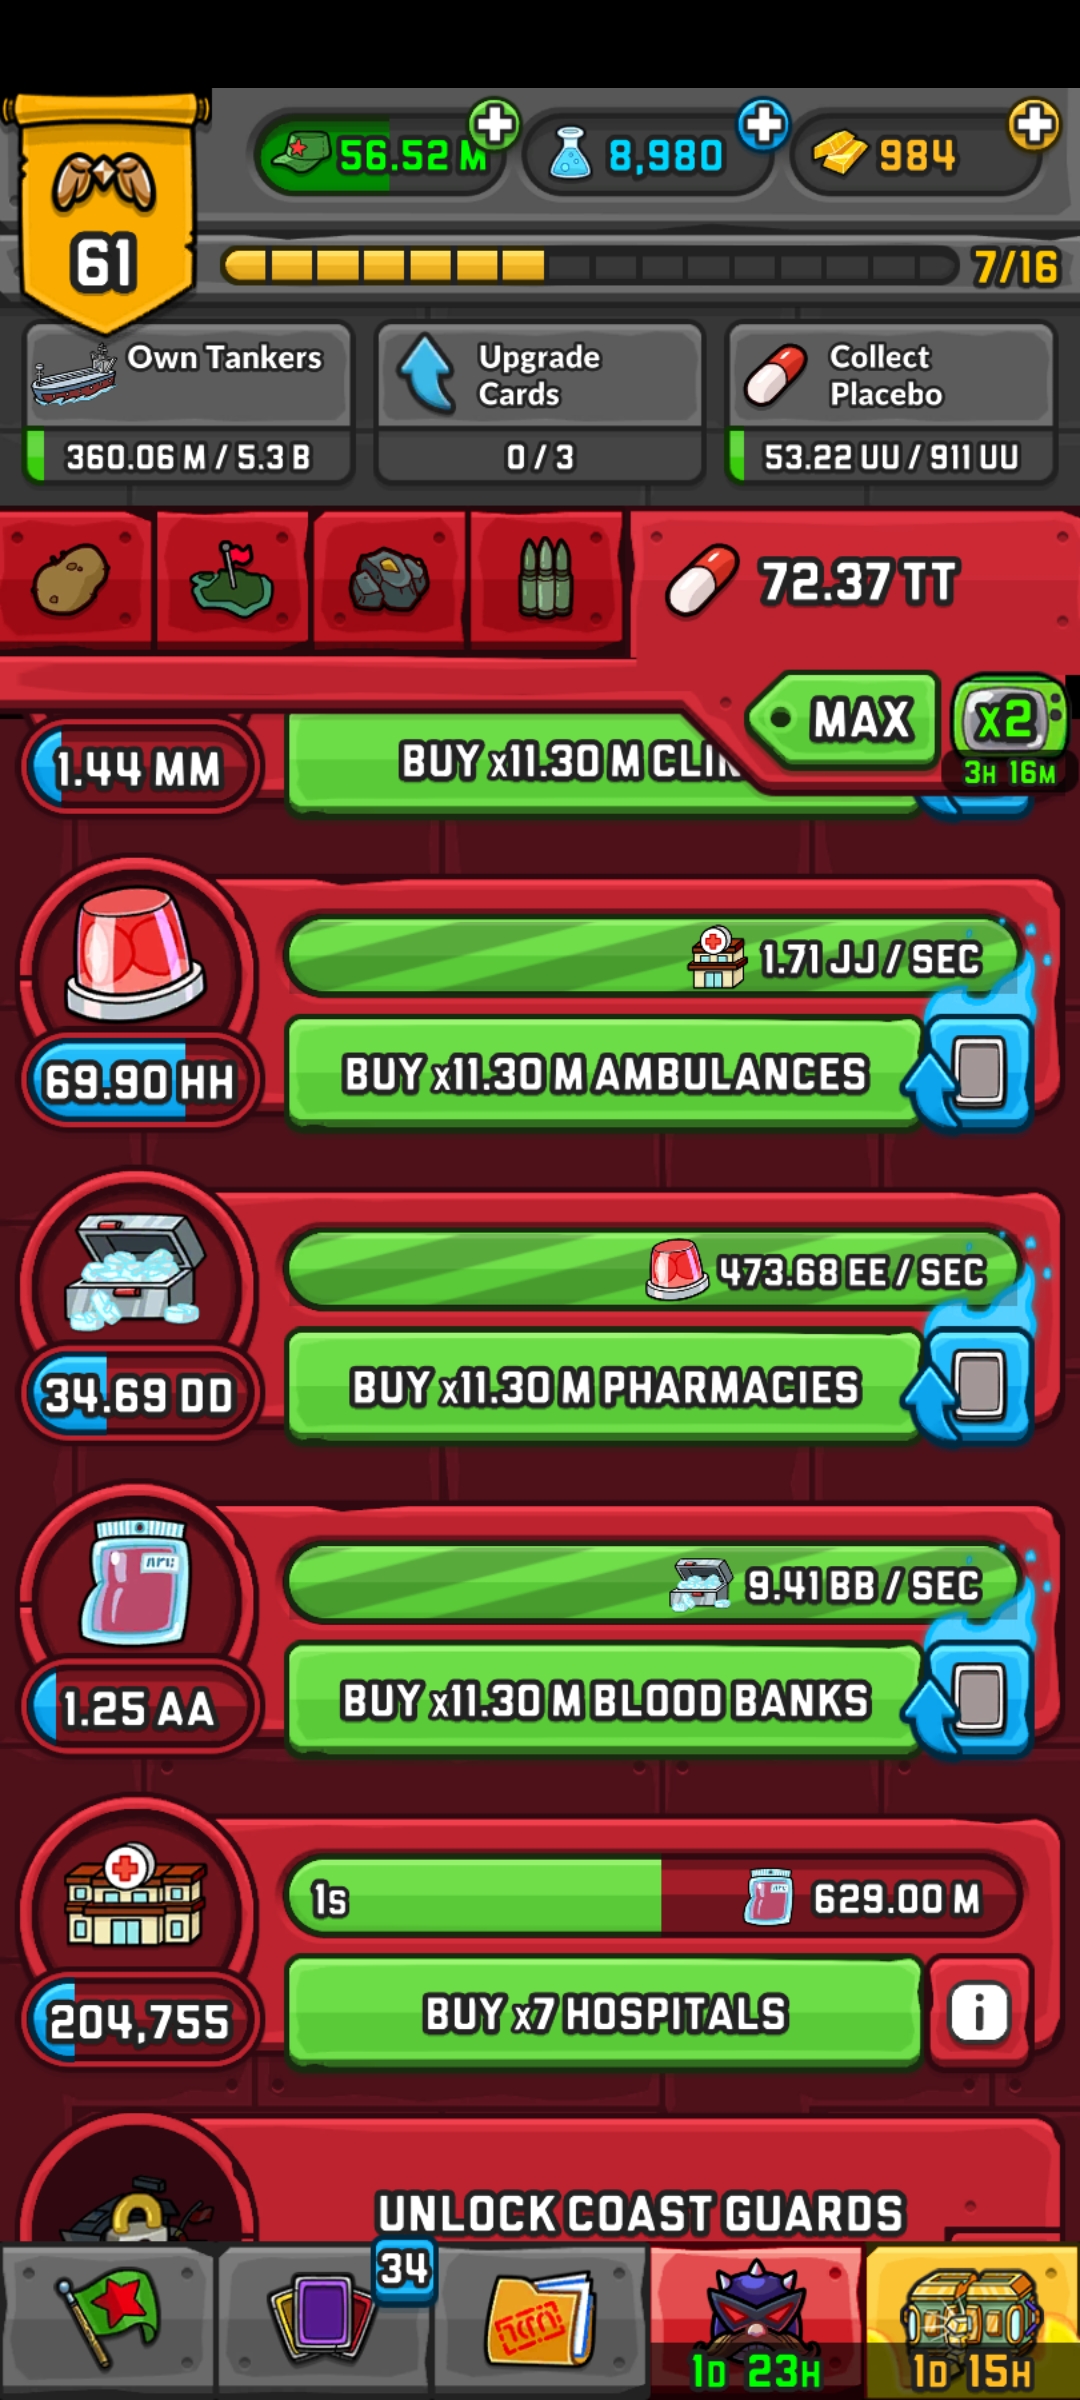 56.52 M
8,980
984
61
7/16
Own Tankers
360.06 M / 5.3 B
Upgrade
Cards
0 / 3
Collect
Placebo
53.22 UU / 911 UU
72.37 TT
MAX
x2
3H 16M
1.44 MM
BUY x11.30 M CLIN
1.71 JJ / SEC
69.90 HH
BUY x11.30 M AMBULANCES
473.68 EE / SEC
34.69 DD
BUY x11.30 M PHARMACIES
9.41 BB / SEC
1.25 AA
BUY x11.30 M BLOOD BANKS
1s
629.00 M
204,755
BUY x7 HOSPITALS
i
UNLOCK COAST GUARDS
34
1D 23H
1D 15H